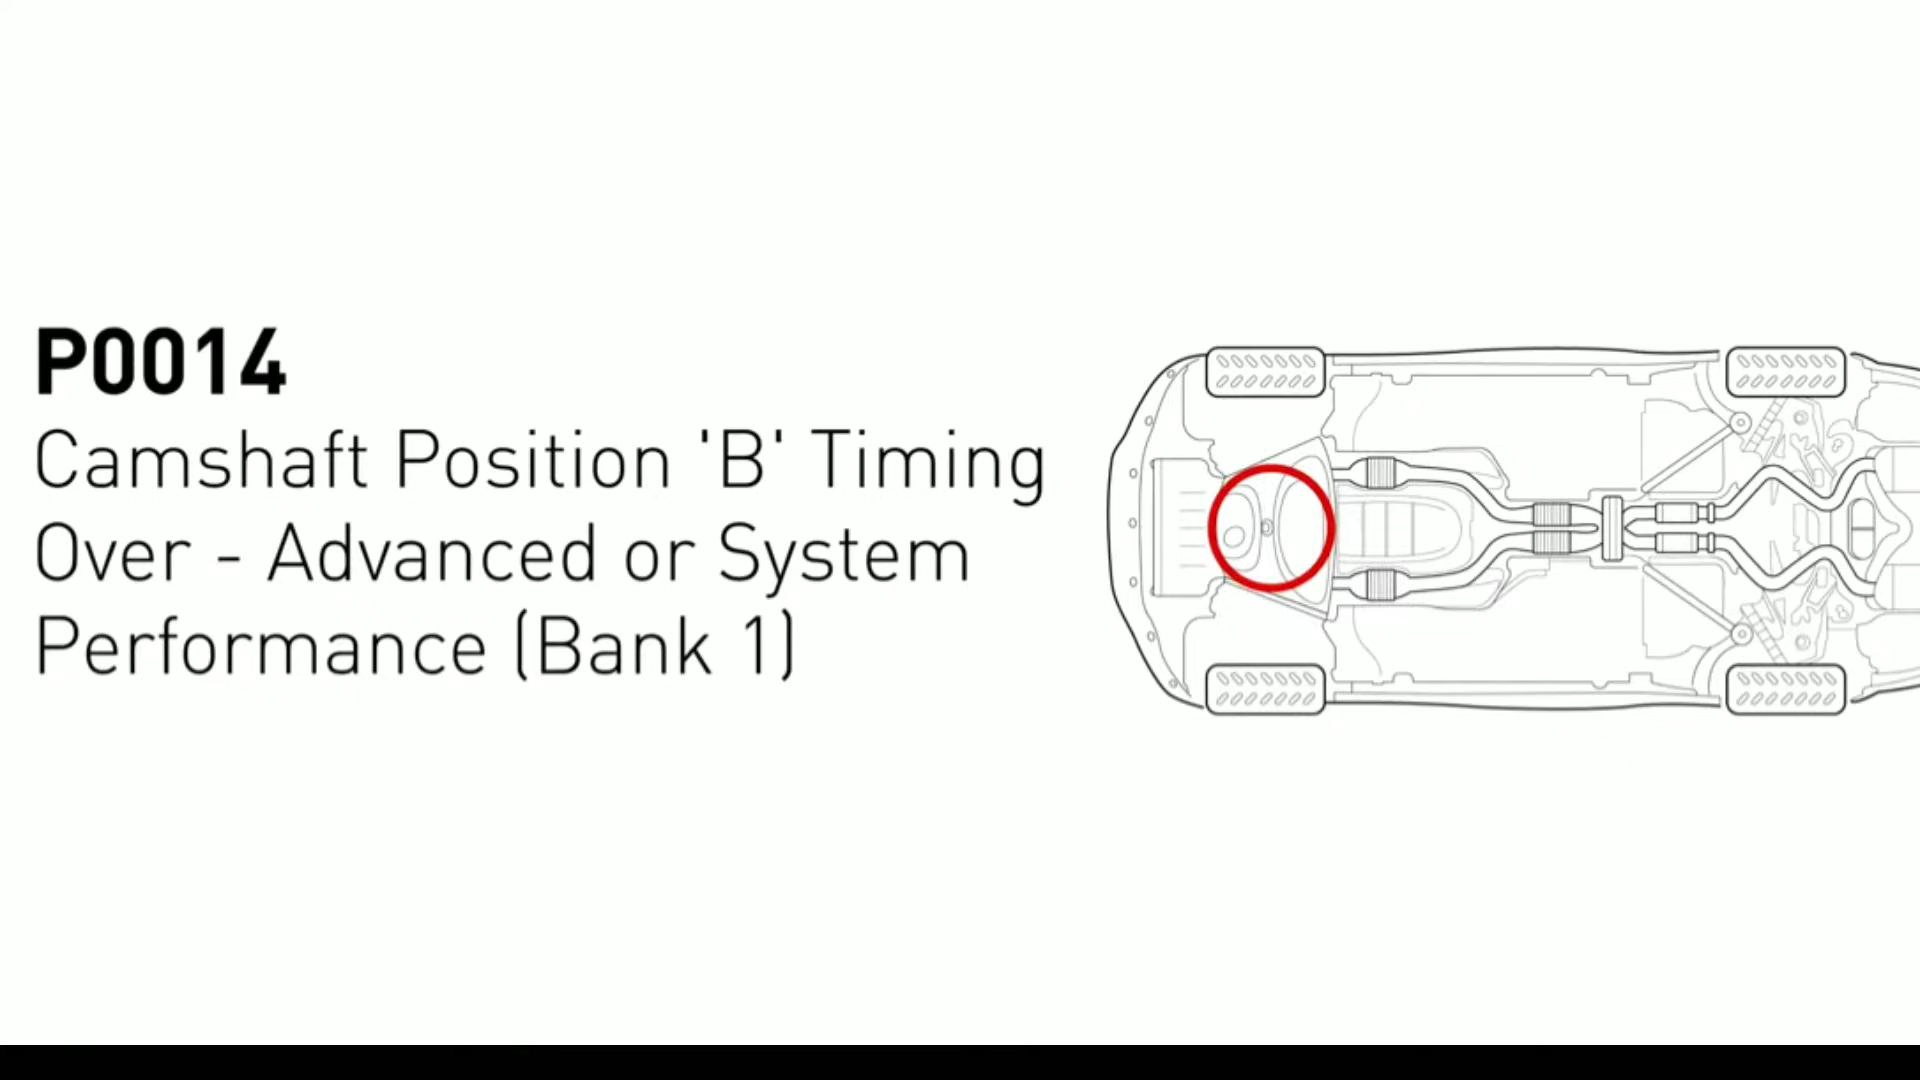 P0014
Camshaft Position 'B' Timing
Over - Advanced or System
Performance (Bank 1)